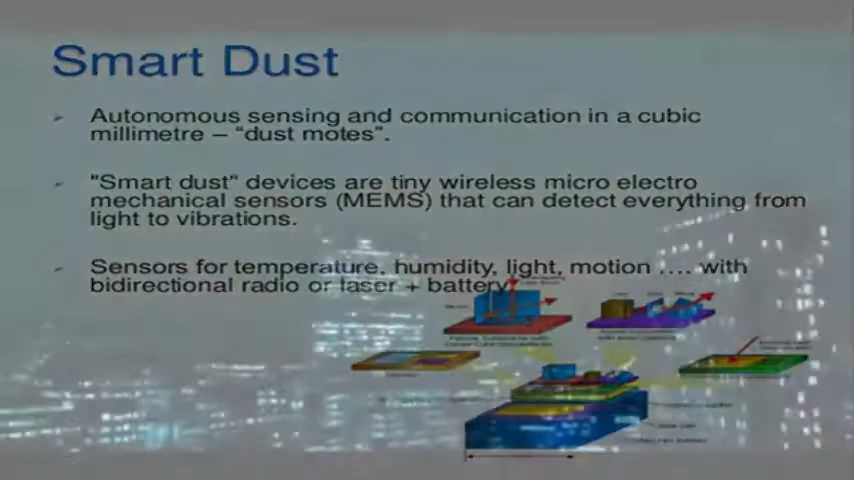 Smart Dust
Autonomous sensing and communication in a cubic
millimetre – “dust motes”.
"Smart dust" devices are tiny wireless micro electro
mechanical sensors (MEMS) that can detect everything from
light to vibrations.
Sensors for temperature, humidity, light, motion .... with
bidirectional radio or laser + battery